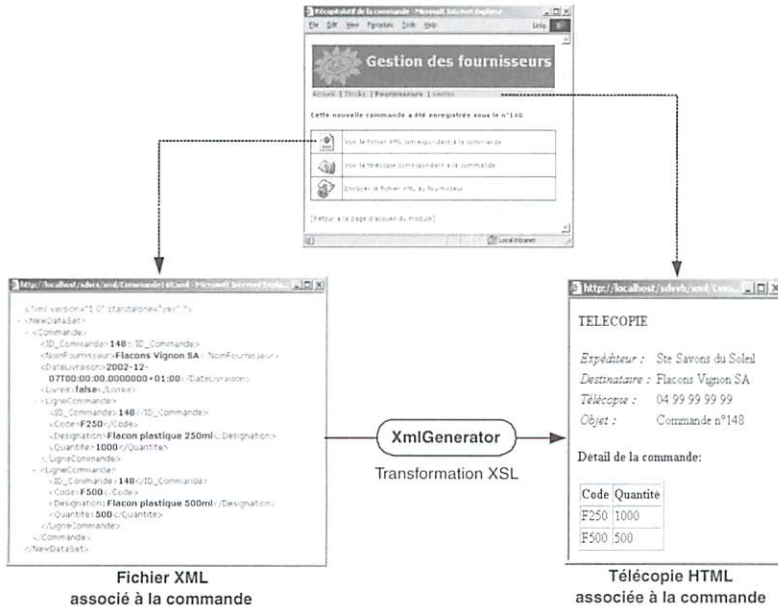 Récapitulatif de la commande - Microsoft Internet Explorer
File Edit View Favorites Tools Help
Links
Gestion des fournisseurs
Accueil | Stocks | Fournisseurs | Ventes
Cette nouvelle commande a été enregistrée sous le n°148
Voir le fichier XML correspondant à la commande
Voir la télécopie correspondant à la commande
Envoyer le fichier XML au fournisseur
[Retour à la page d'accueil du module]
Local intranet
http://localhost/sdvcs/xml/Commande148.xml - Microsoft Internet Explo...
<?xml version="1.0" standalone="yes" ?>
- <NewDataSet>
- <Commande>
<ID_Commande>148</ID_Commande>
<NomFournisseur>Flacons Vignon SA</NomFournisseur>
<DateLivraison>2002-12-
07T00:00:00.0000000+01:00</DateLivraison>
<Livree>false</Livree>
- <LigneCommande>
<ID_Commande>148</ID_Commande>
<Code>F250</Code>
<Designation>Flacon plastique 250ml</Designation>
<Quantite>1000</Quantite>
</LigneCommande>
- <LigneCommande>
<ID_Commande>148</ID_Commande>
<Code>F500</Code>
<Designation>Flacon plastique 500ml</Designation>
<Quantite>500</Quantite>
</LigneCommande>
</Commande>
</NewDataSet>
Fichier XML
associé à la commande
XmlGenerator
Transformation XSL
http://localhost/sdvvb/xml/Com...
TELECOPIE
Expéditeur : Ste Savons du Soleil
Destinataire : Flacons Vignon SA
Télécopie : 04 99 99 99 99
Objet : Commande n°148
Détail de la commande:
Code Quantité
F250 1000
F500 500
Télécopie HTML
associée à la commande